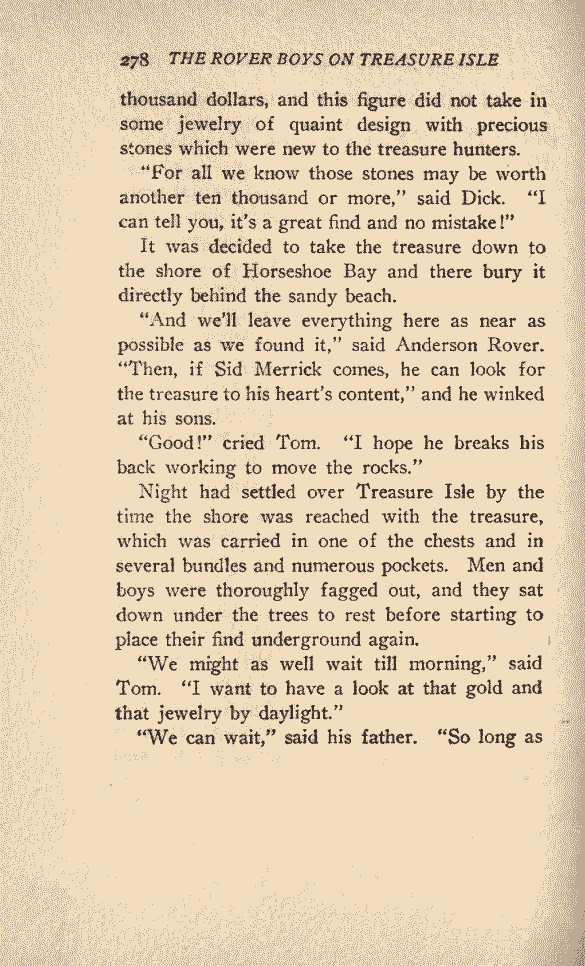 278 THE ROVER BOYS ON TREASURE ISLE
thousand dollars, and this figure did not take in
some jewelry of quaint design with precious
stones which were new to the treasure hunters.
"For all we know those stones may be worth
another ten thousand or more," said Dick. "I
can tell you, it's a great find and no mistake!"
It was decided to take the treasure down to
the shore of Horseshoe Bay and there bury it
directly behind the sandy beach.
"And we'll leave everything here as near as
possible as we found it," said Anderson Rover.
"Then, if Sid Merrick comes, he can look for
the treasure to his heart's content," and he winked
at his sons.
"Good!" cried Tom. "I hope he breaks his
back working to move the rocks."
Night had settled over Treasure Isle by the
time the shore was reached with the treasure,
which was carried in one of the chests and in
several bundles and numerous pockets. Men and
boys were thoroughly fagged out, and they sat
down under the trees to rest before starting to
place their find underground again.
"We might as well wait till morning," said
Tom. "I want to have a look at that gold and
that jewelry by daylight."
"We can wait," said his father. "So long as